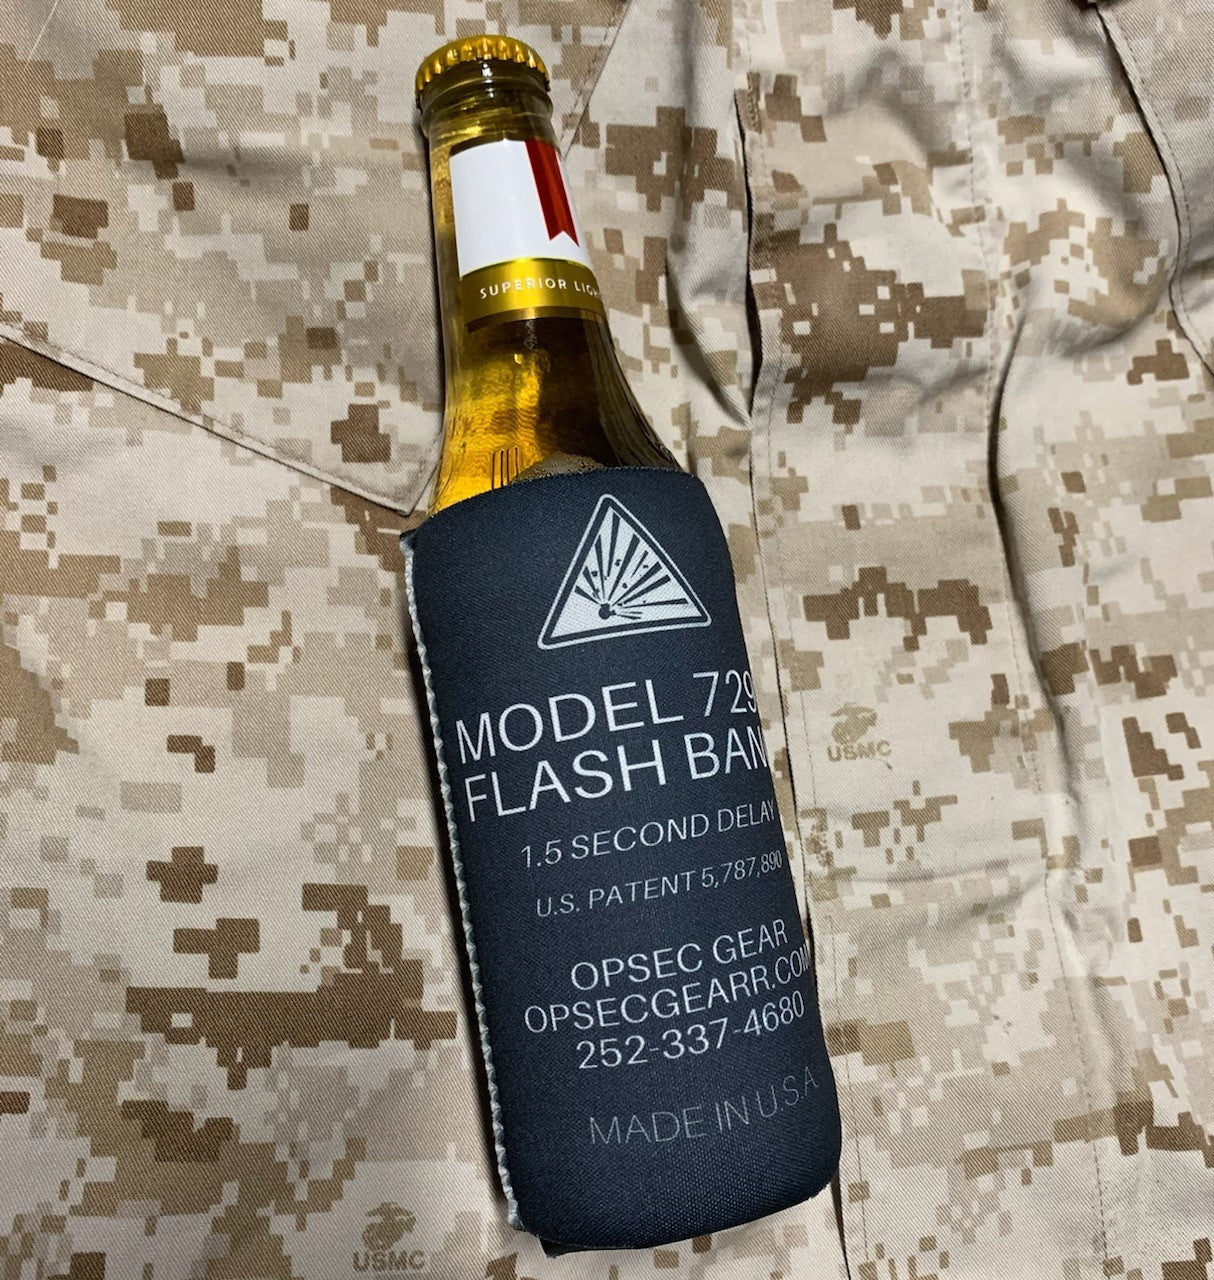 SUPERIOR LIGH
MODEL 729
FLASH BAN
1.5 SECOND DELAY
U.S. PATENT 5,787,890
OPSEC GEAR
OPSECGEARR.COM
252-337-4680
MADE IN U.S.A
USMC
USMC